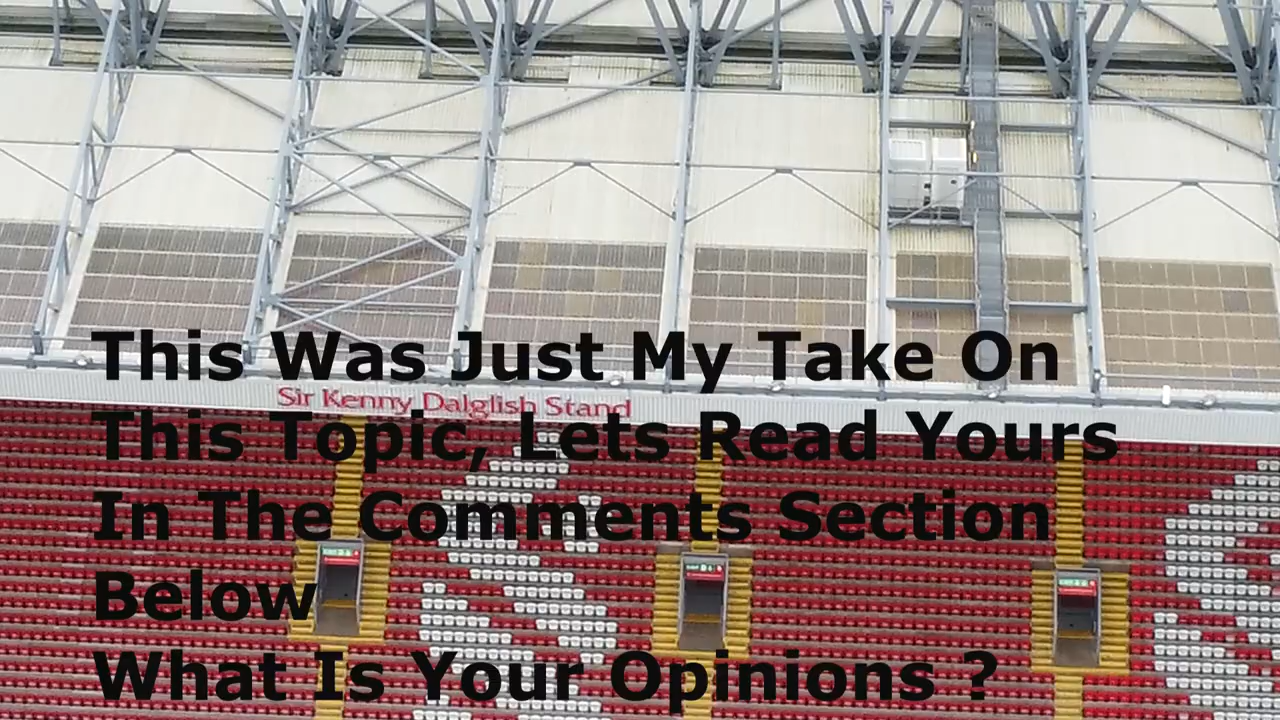 This Was Just My Take On
Sir Kenny Dalglish Stand
This Topic, Lets Read Yours
In The Comments Section
Below
What Is Your Opinions ?